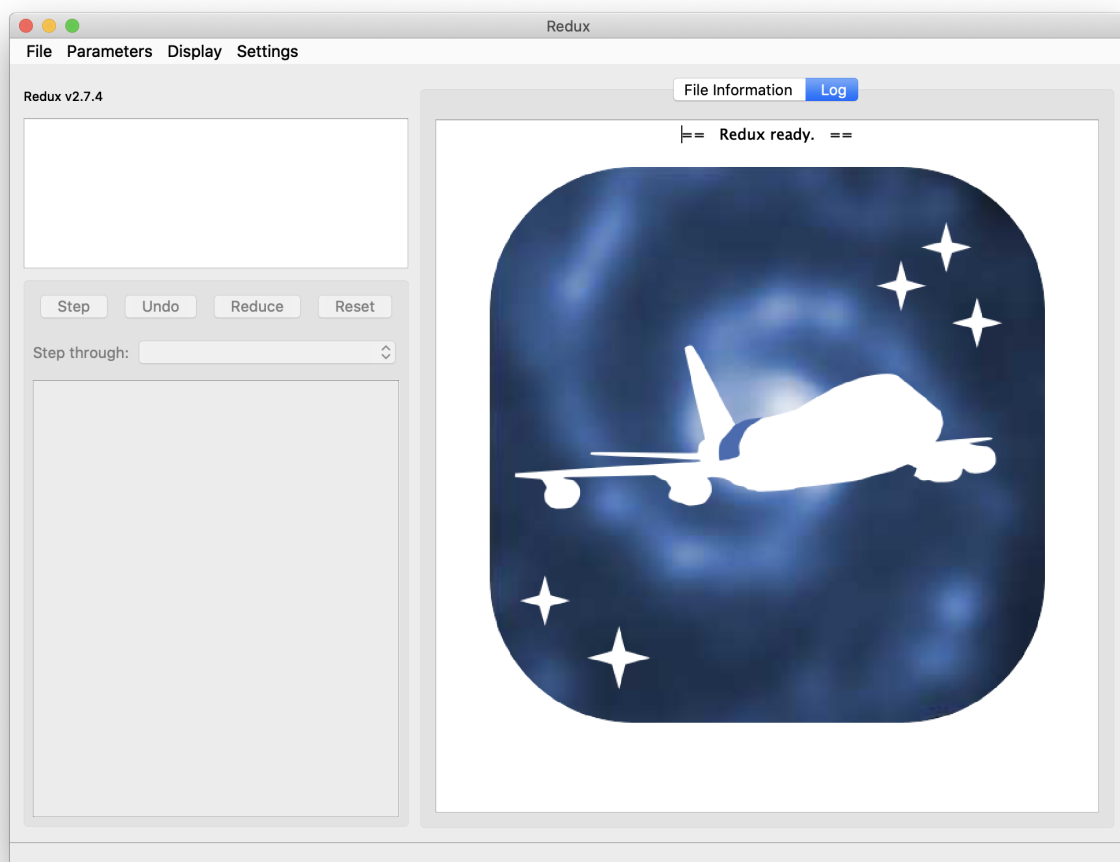 Redux
File Parameters Display Settings
Redux v2.7.4
File Information Log
== Redux ready. ==
Step Undo Reduce Reset
Step through: